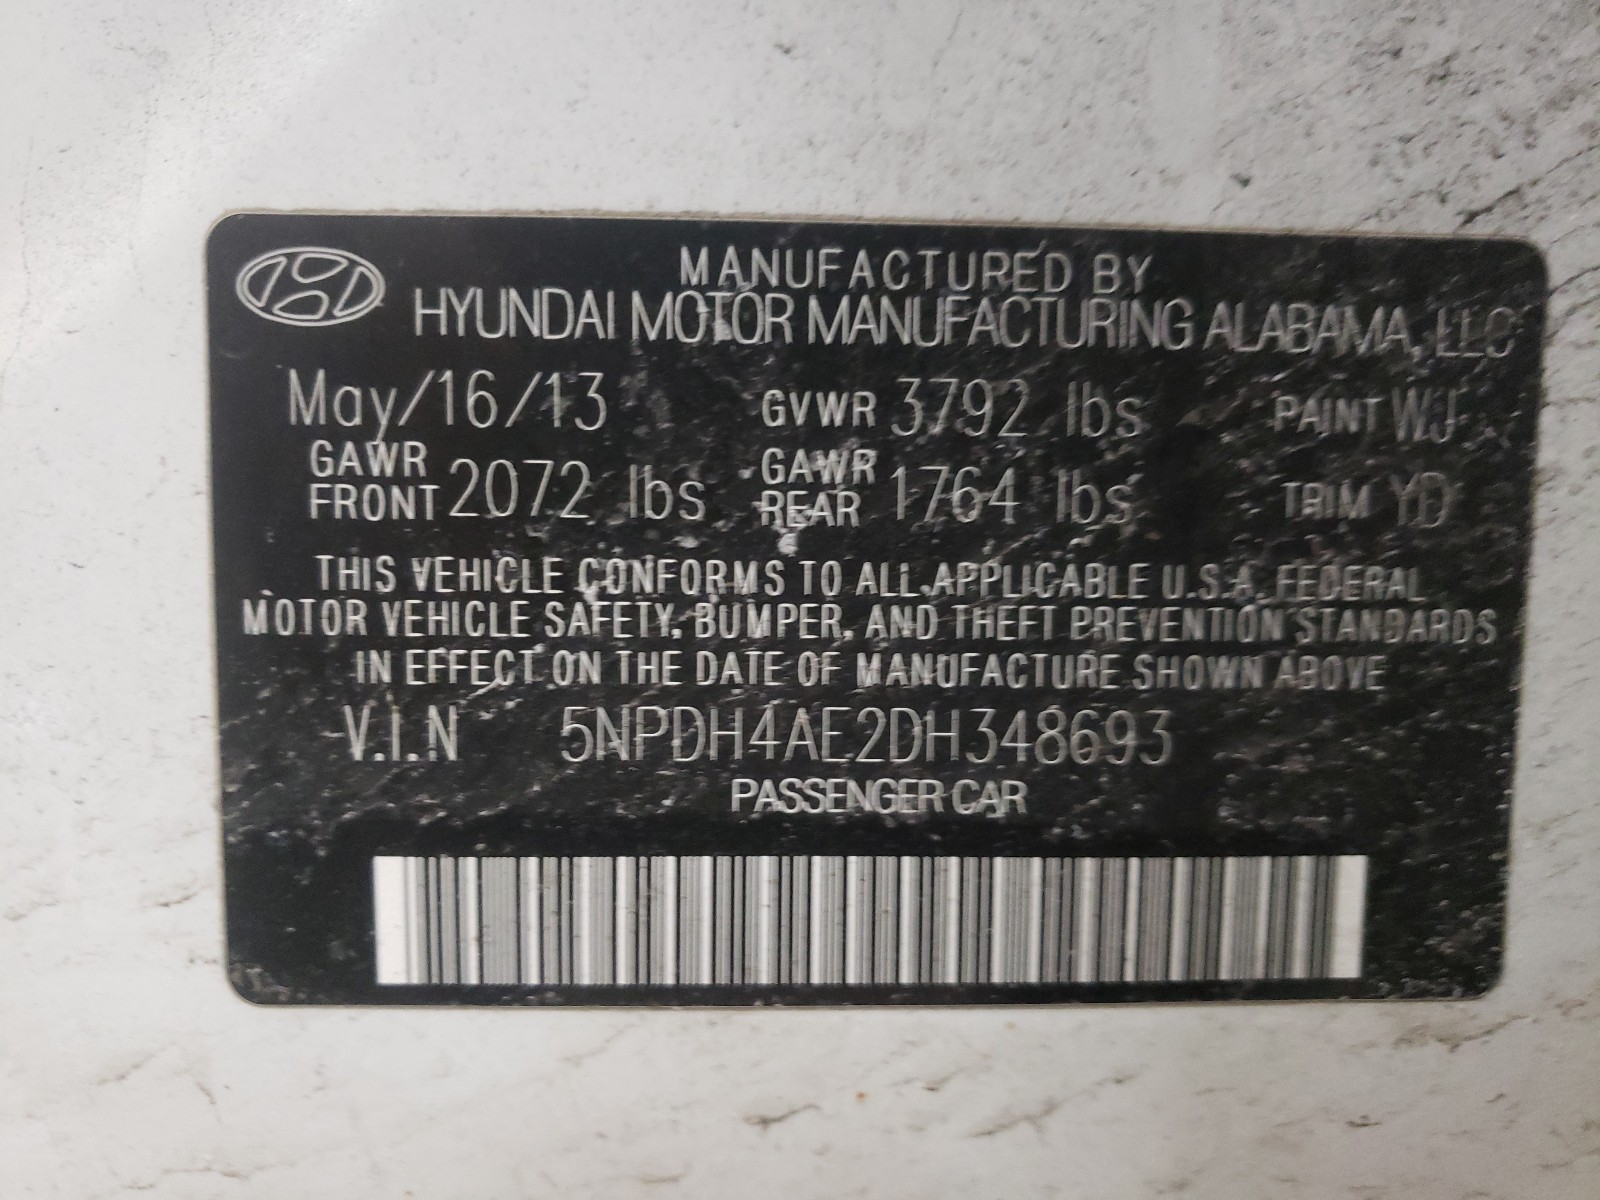 MANUFACTURED BY
HYUNDAI MOTOR MANUFACTURING ALABAMA, LLC
May/16/13 GVWR 3792 lbs PAINT WJ
GAWR FRONT 2072 lbs GAWR REAR 1764 lbs TRIM YD
THIS VEHICLE CONFORMS TO ALL APPLICABLE U.S.A. FEDERAL
MOTOR VEHICLE SAFETY, BUMPER, AND THEFT PREVENTION STANDARDS
IN EFFECT ON THE DATE OF MANUFACTURE SHOWN ABOVE
V.I.N 5NPDH4AE2DH348693
PASSENGER CAR